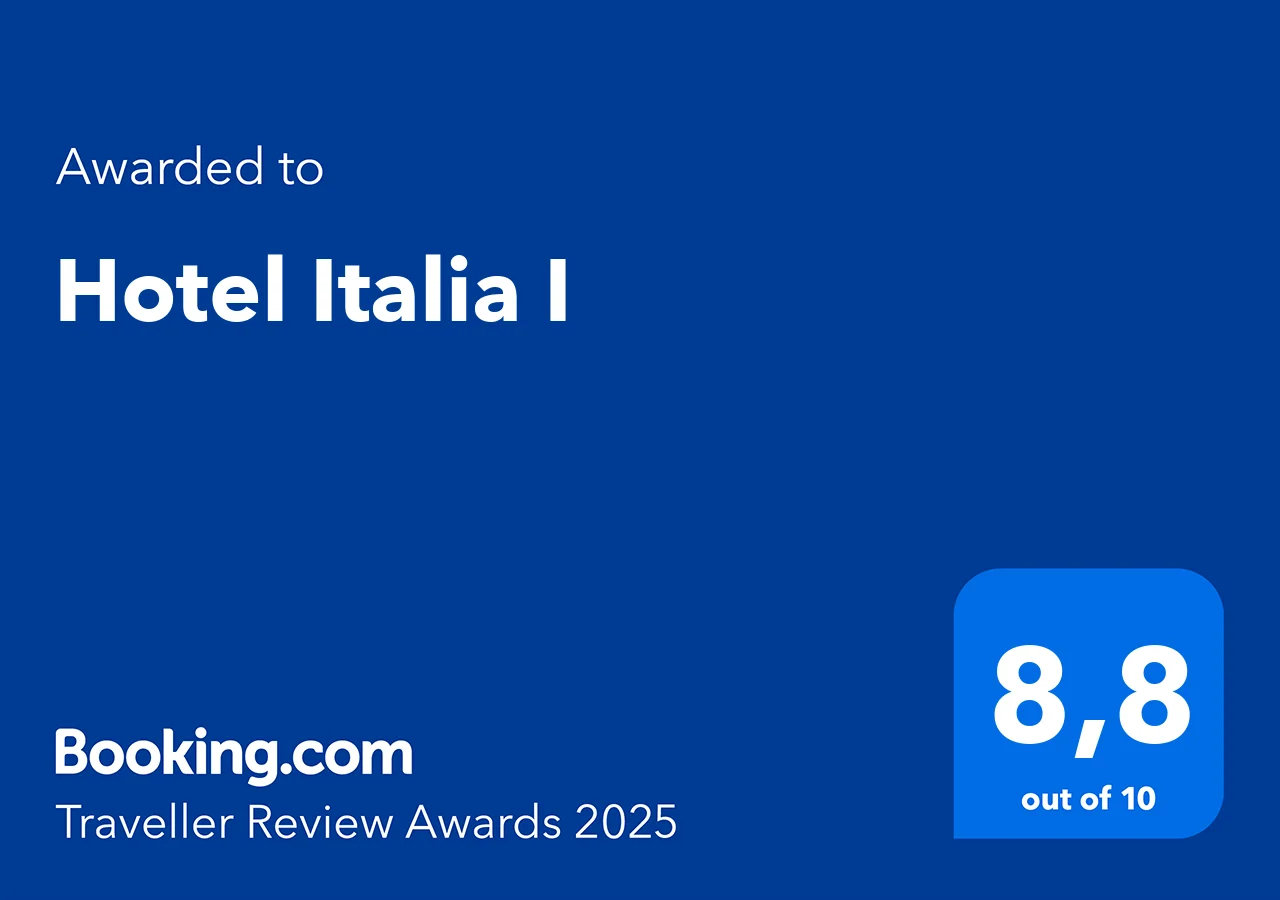 Awarded to
Hotel Italia I
8,8
out of 10
Booking.com
Traveller Review Awards 2025